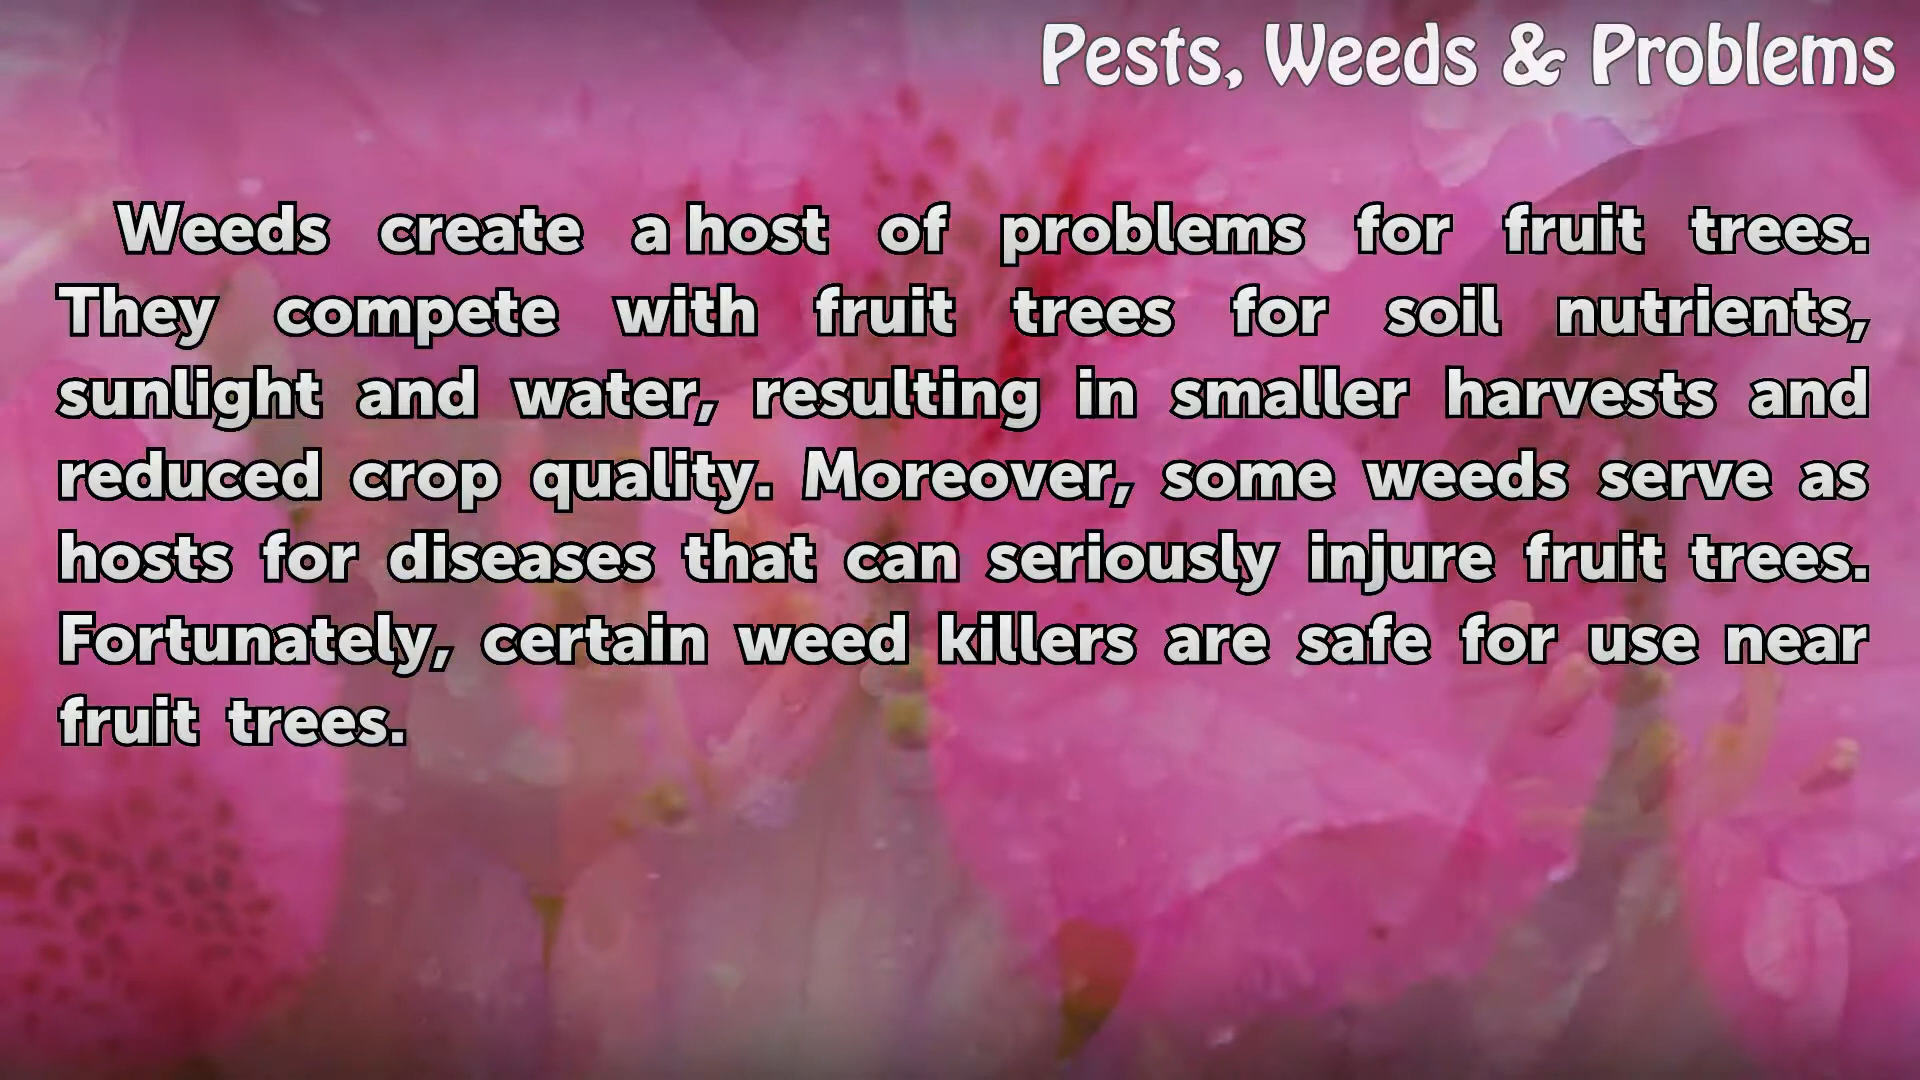 Pests, Weeds & Problems
Weeds create a host of problems for fruit trees.
They compete with fruit trees for soil nutrients,
sunlight and water, resulting in smaller harvests and
reduced crop quality. Moreover, some weeds serve as
hosts for diseases that can seriously injure fruit trees.
Fortunately, certain weed killers are safe for use near
fruit trees.